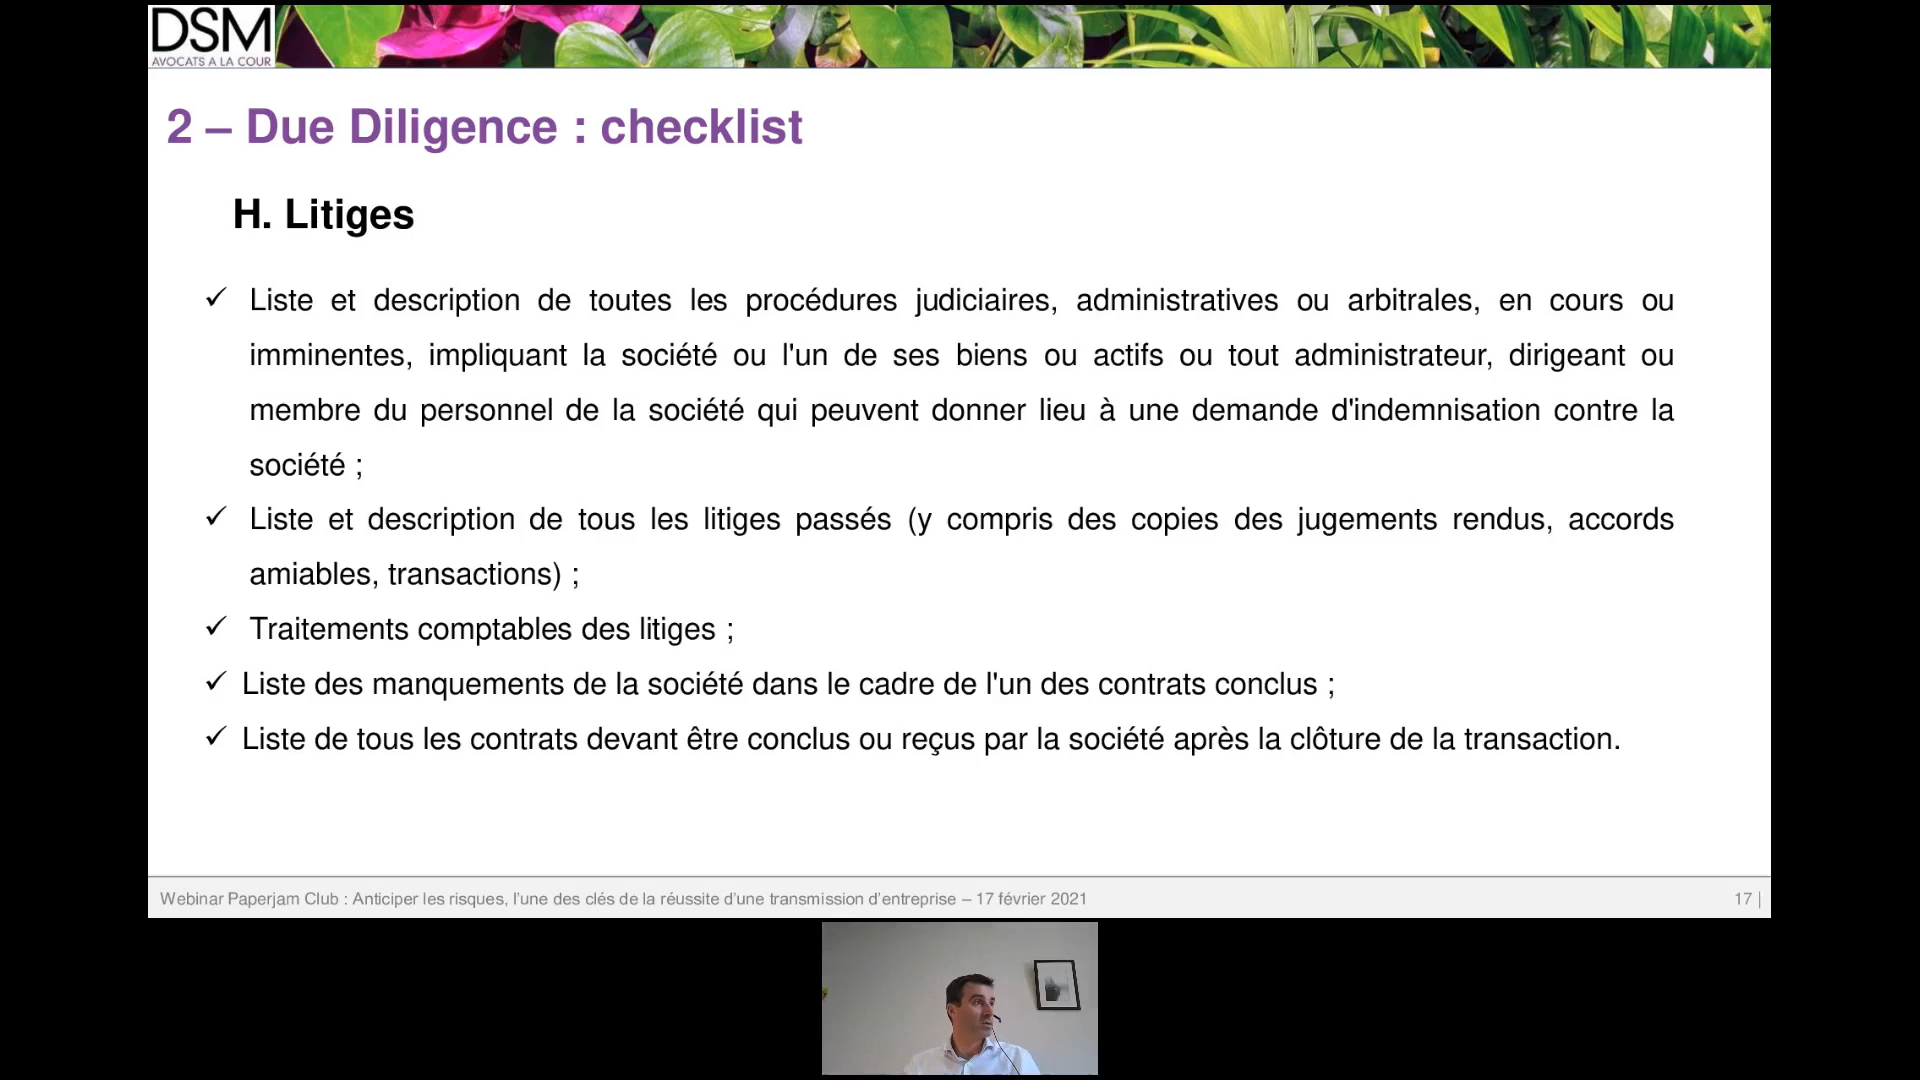 DSM
AVOCATS A LA COUR
2 – Due Diligence : checklist
H. Litiges
✓ Liste et description de toutes les procédures judiciaires, administratives ou arbitrales, en cours ou
imminentes, impliquant la société ou l'un de ses biens ou actifs ou tout administrateur, dirigeant ou
membre du personnel de la société qui peuvent donner lieu à une demande d'indemnisation contre la
société ;
✓ Liste et description de tous les litiges passés (y compris des copies des jugements rendus, accords
amiables, transactions) ;
✓ Traitements comptables des litiges ;
✓ Liste des manquements de la société dans le cadre de l'un des contrats conclus ;
✓ Liste de tous les contrats devant être conclus ou reçus par la société après la clôture de la transaction.
Webinar Paperjam Club : Anticiper les risques, l’une des clés de la réussite d’une transmission d’entreprise – 17 février 2021
17 |